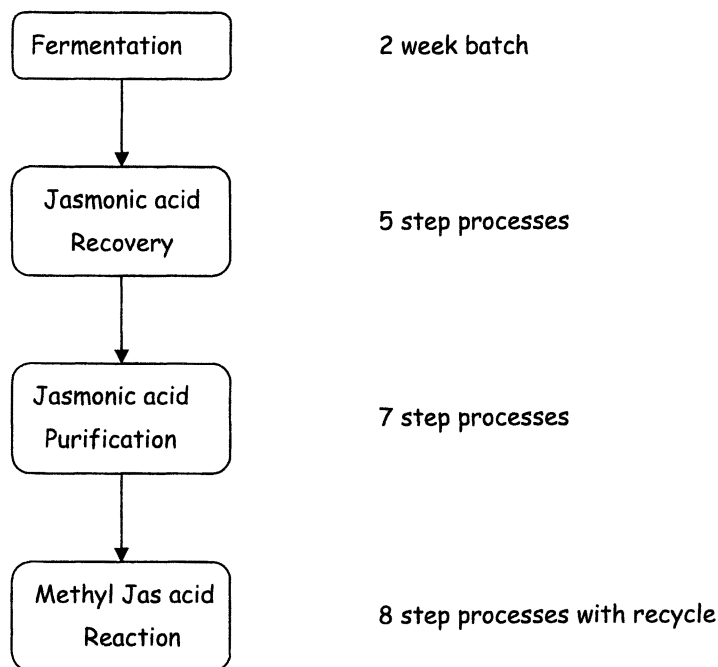 Fermentation
2 week batch
Jasmonic acid
Recovery
5 step processes
Jasmonic acid
Purification
7 step processes
Methyl Jas acid
Reaction
8 step processes with recycle